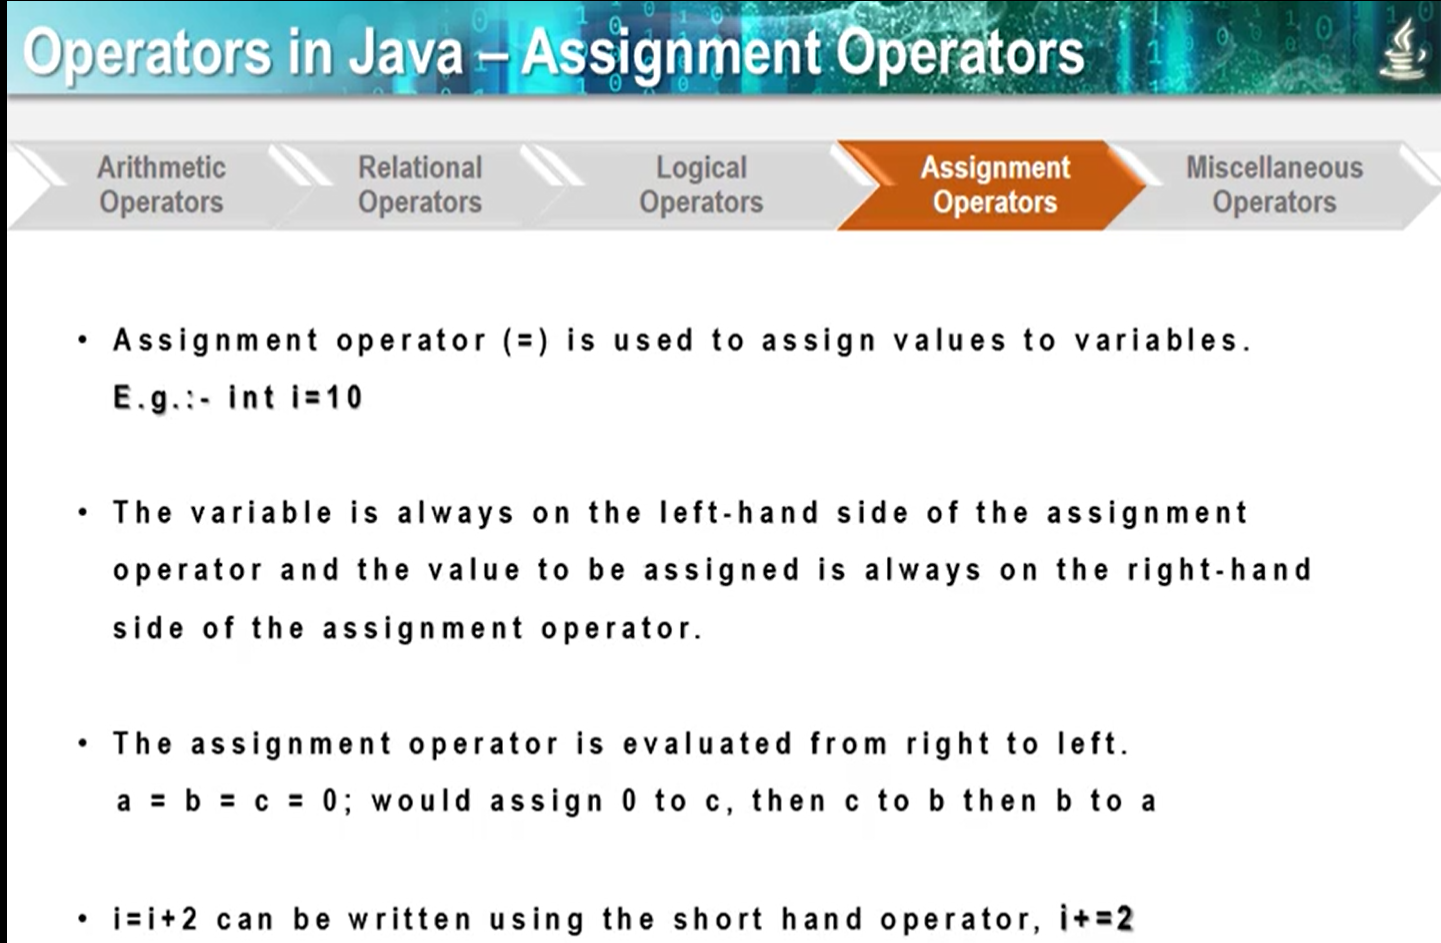 Operators in Java – Assignment Operators
Arithmetic
Operators
Relational
Operators
Logical
Operators
Assignment
Operators
Miscellaneous
Operators
• Assignment operator (=) is used to assign values to variables.
E.g.:- int i=10
• The variable is always on the left-hand side of the assignment
operator and the value to be assigned is always on the right-hand
side of the assignment operator.
• The assignment operator is evaluated from right to left.
a = b = c = 0; would assign 0 to c, then c to b then b to a
• i=i+2 can be written using the short hand operator, i+=2